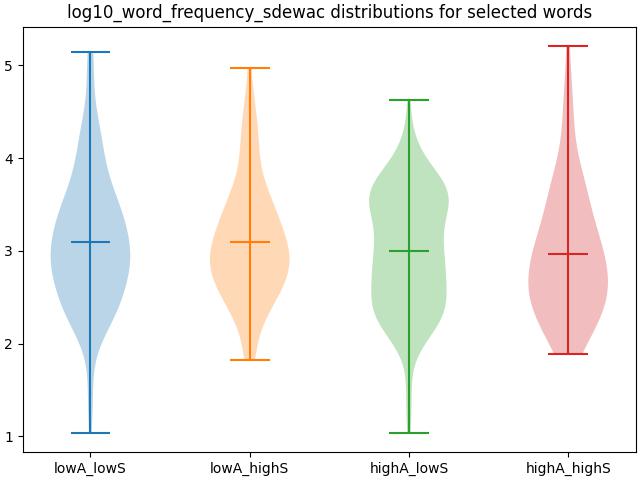 log10_word_frequency_sdewac distributions for selected words
5
4
3
2
1
lowA_lowS
lowA_highS
highA_lowS
highA_highS